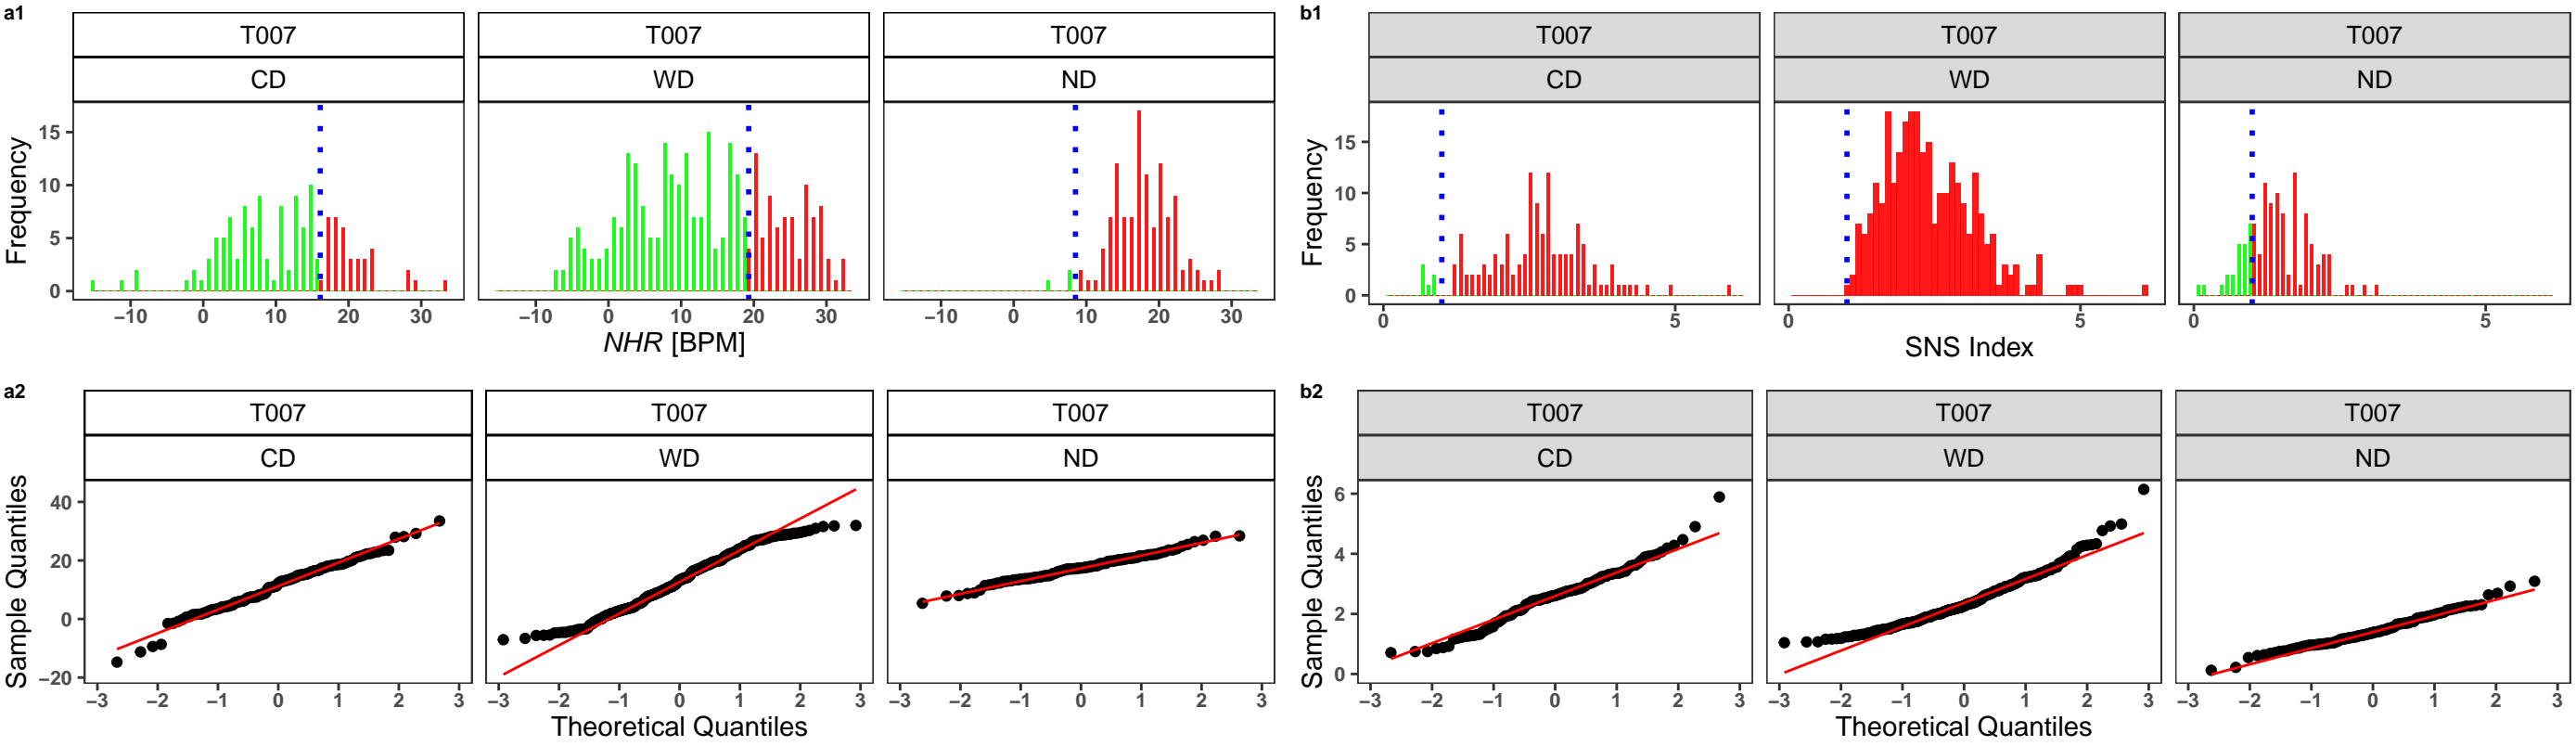 a1
T007 T007 T007
CD WD ND
Frequency
15
10
5
0
−10 0 10 20 30 −10 0 10 20 30 −10 0 10 20 30
NHR [BPM]
b1
T007 T007 T007
CD WD ND
Frequency
15
10
5
0
0 5 0 5 0 5
SNS Index
a2
T007 T007 T007
CD WD ND
Sample Quantiles
40
20
0
−20
−3 −2 −1 0 1 2 3 −3 −2 −1 0 1 2 3 −3 −2 −1 0 1 2 3
Theoretical Quantiles
b2
T007 T007 T007
CD WD ND
Sample Quantiles
6
4
2
0
−3 −2 −1 0 1 2 3 −3 −2 −1 0 1 2 3 −3 −2 −1 0 1 2 3
Theoretical Quantiles